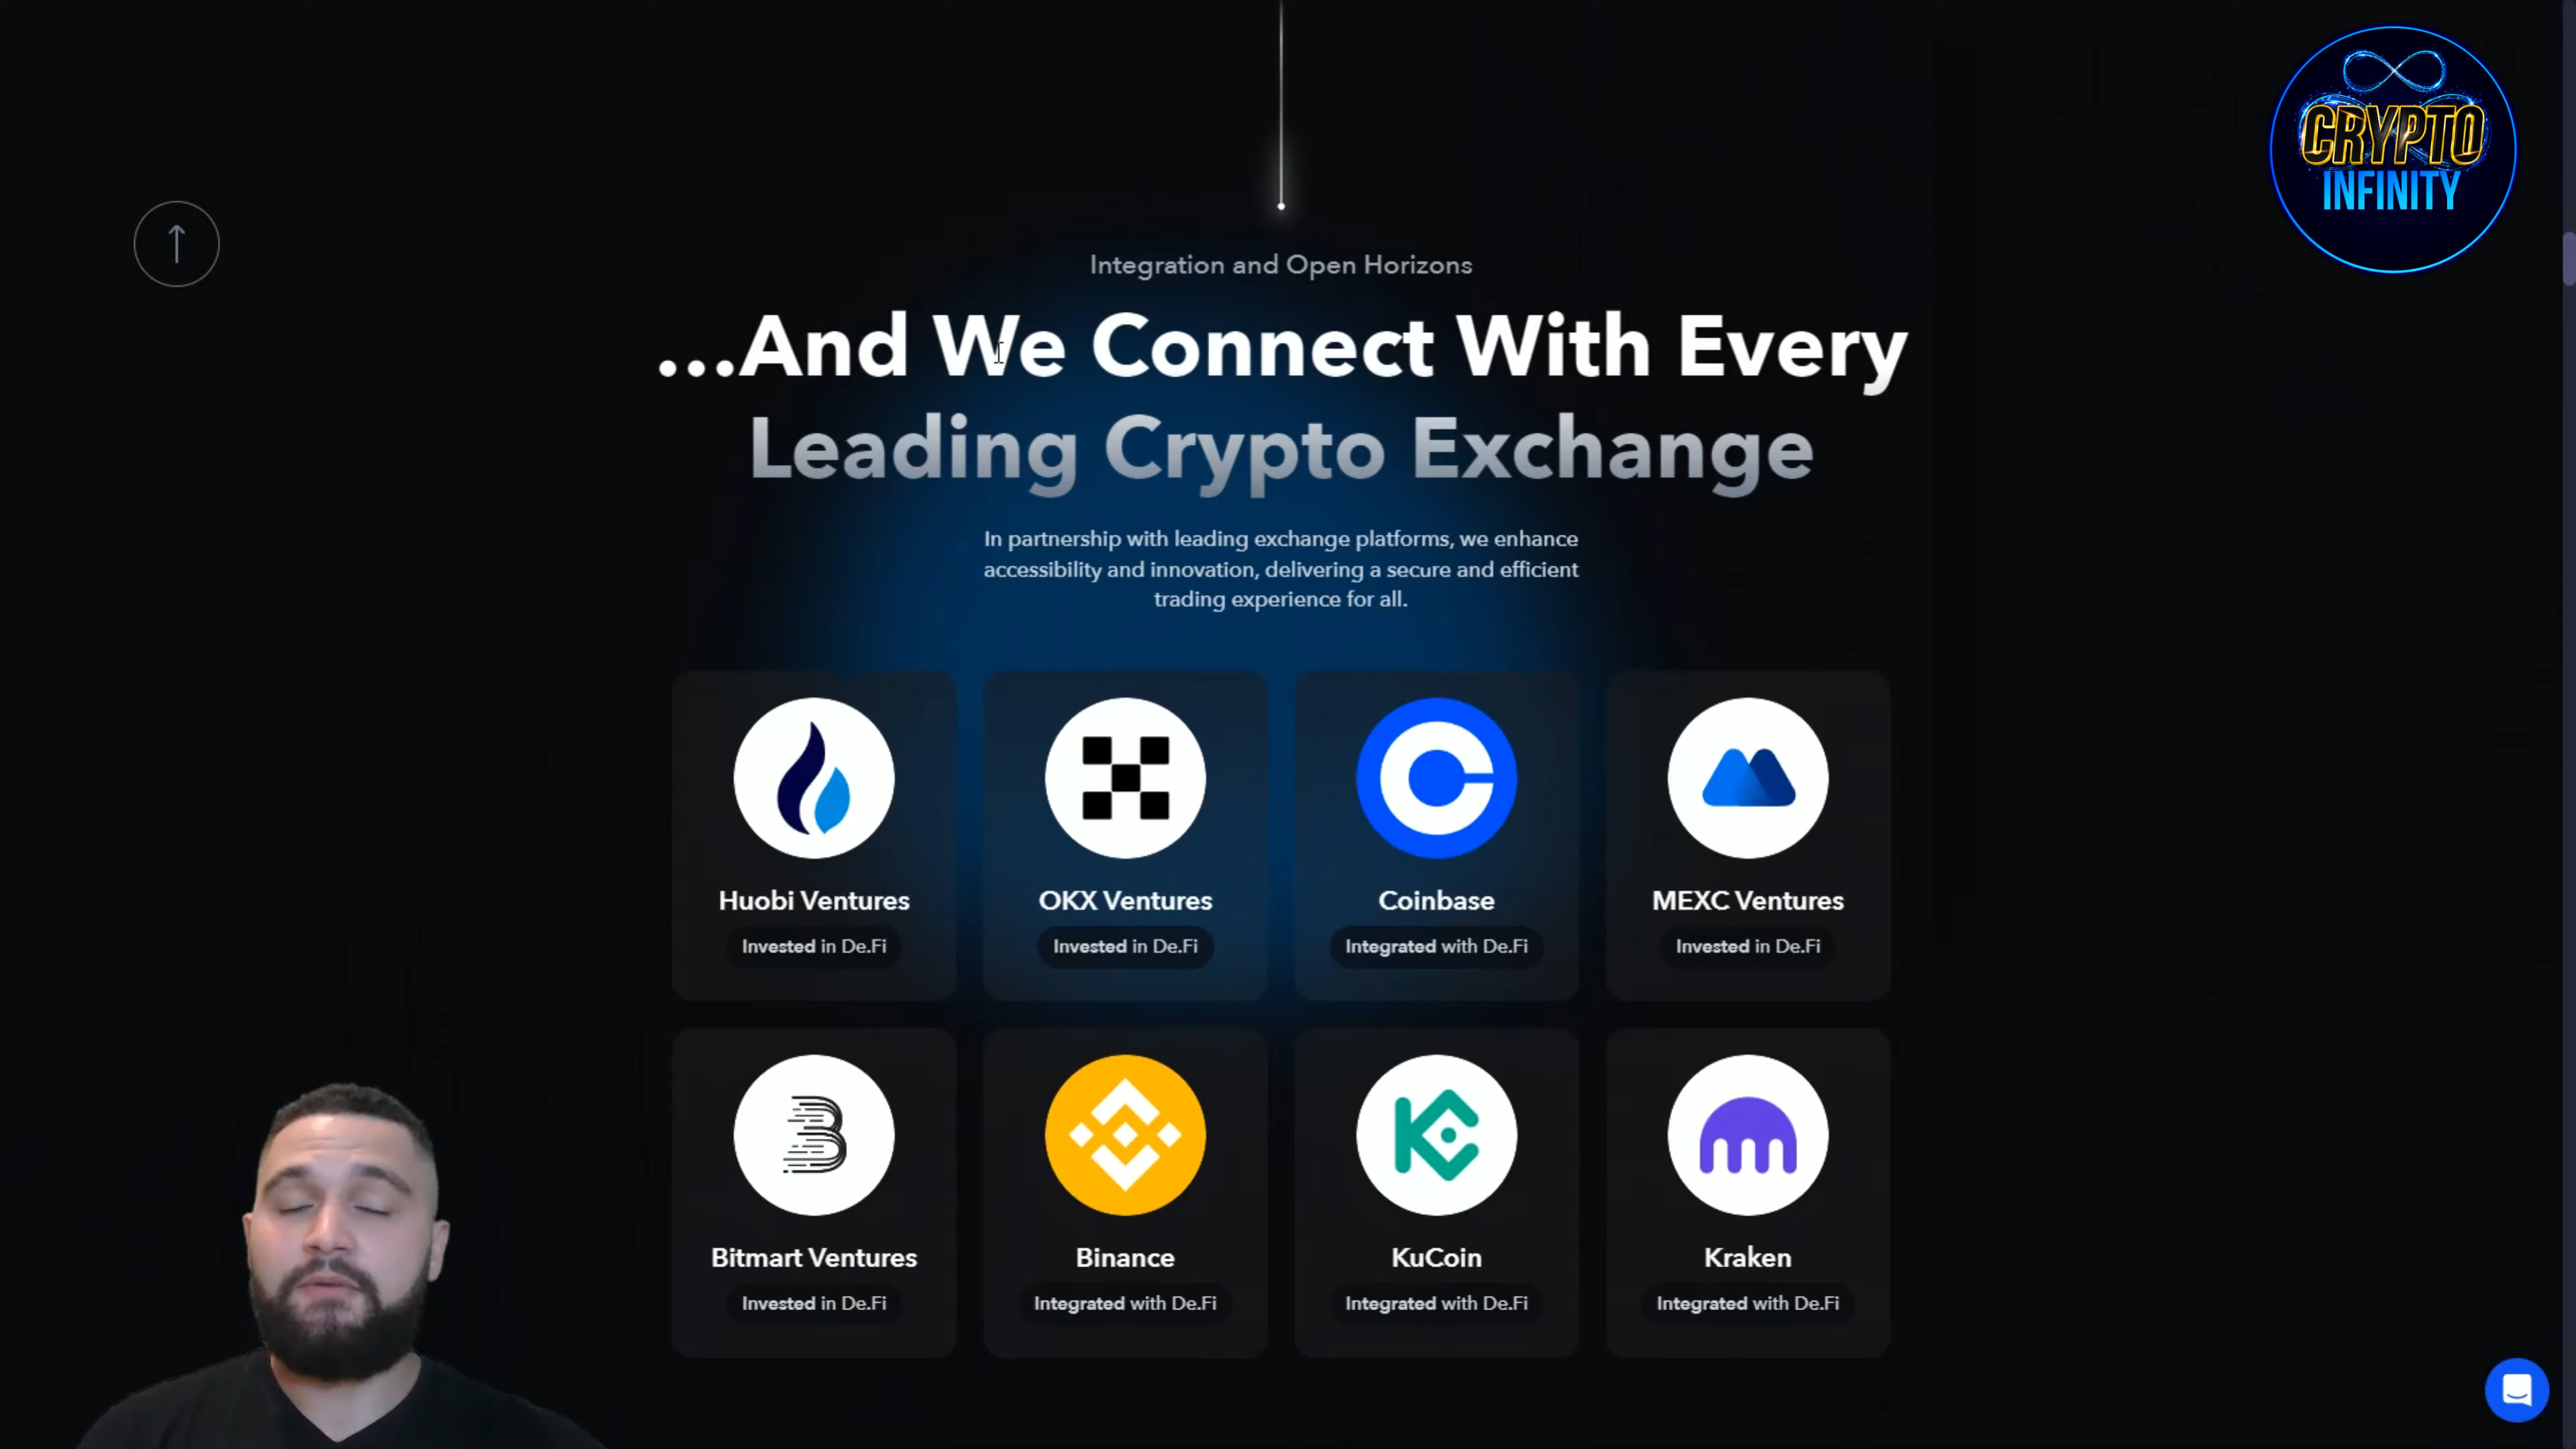 CRYPTO
INFINITY
Integration and Open Horizons
...And We Connect With Every
Leading Crypto Exchange
In partnership with leading exchange platforms, we enhance
accessibility and innovation, delivering a secure and efficient
trading experience for all.
Huobi Ventures
Invested in De.Fi
OKX Ventures
Invested in De.Fi
Coinbase
Integrated with De.Fi
MEXC Ventures
Invested in De.Fi
Bitmart Ventures
Invested in De.Fi
Binance
Integrated with De.Fi
KuCoin
Integrated with De.Fi
Kraken
Integrated with De.Fi